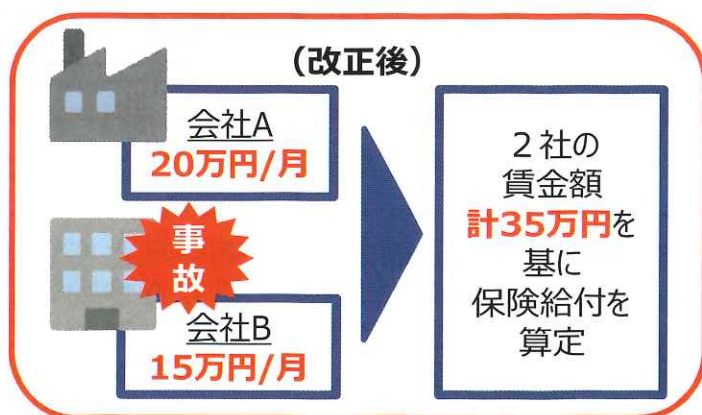 （改正後）
会社A
20万円/月
事故
会社B
15万円/月
２社の
賃金額
計35万円を
基に
保険給付を
算定